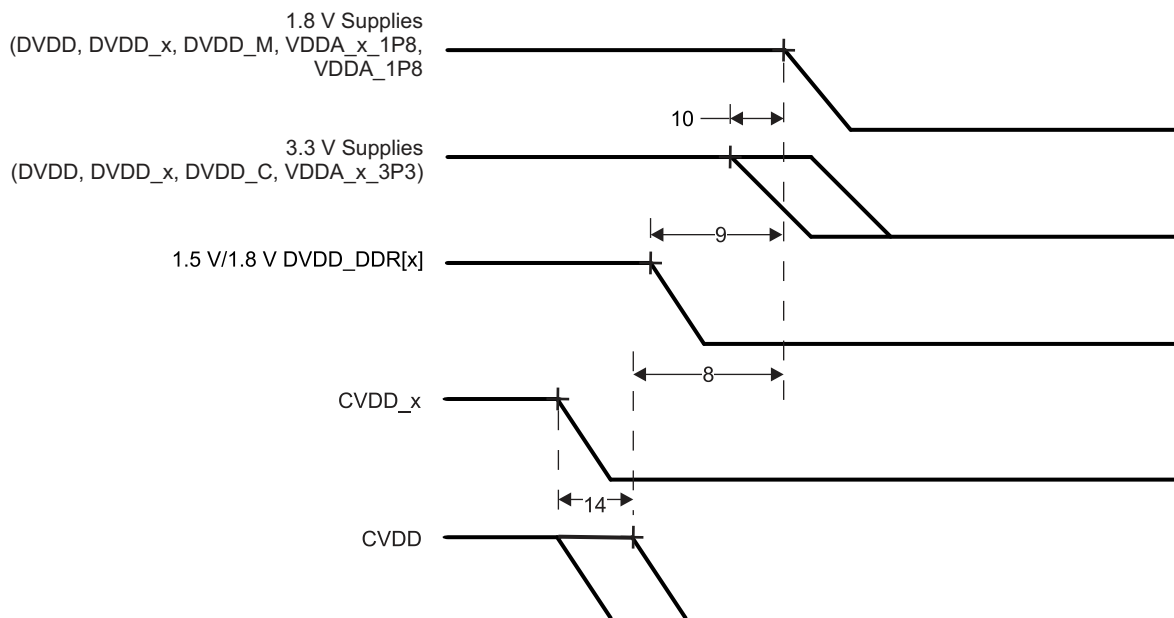 1.8 V Supplies
(DVDD, DVDD_x, DVDD_M, VDDA_x_1P8,
VDDA_1P8
10
3.3 V Supplies
(DVDD, DVDD_x, DVDD_C, VDDA_x_3P3)
9
1.5 V/1.8 V DVDD_DDR[x]
8
CVDD_x
14
CVDD